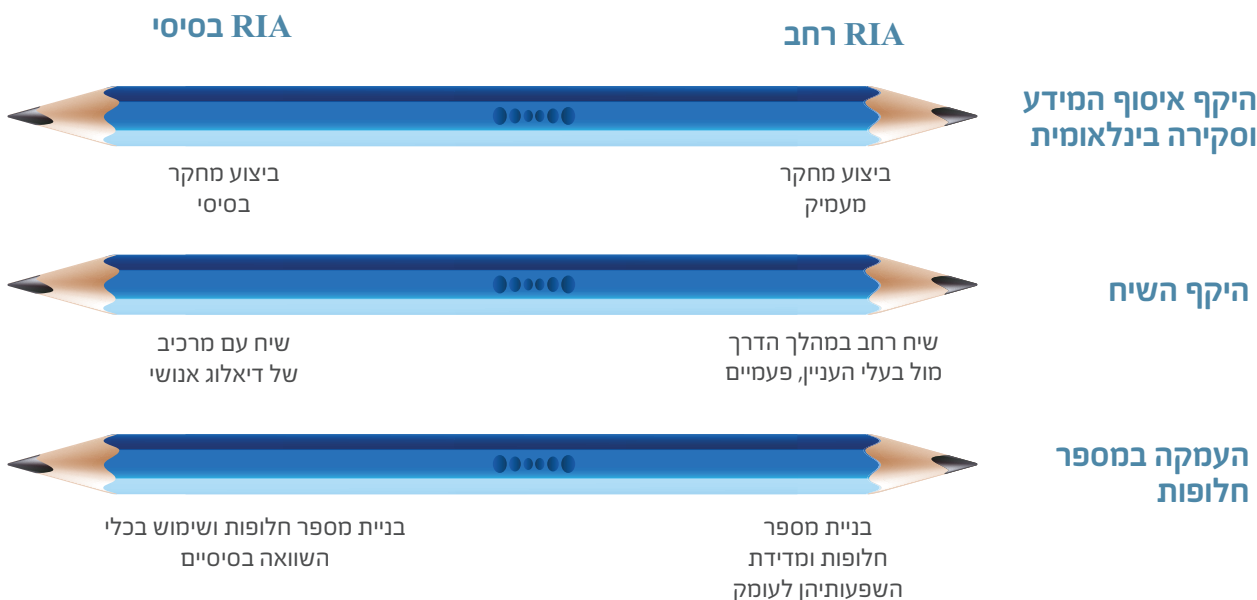 RIA רחב
RIA בסיסי
היקף איסוף המידע
וסקירה בינלאומית
ביצוע מחקר
מעמיק
ביצוע מחקר
בסיסי
היקף השיח
שיח רחב במהלך הדרך
מול בעלי העניין, פעמיים
שיח עם מרכיב
של דיאלוג אנושי
העמקה במספר
חלופות
בניית מספר
חלופות ומדידת
השפעותיהן לעומק
בניית מספר חלופות ושימוש בכלי
השוואה בסיסיים